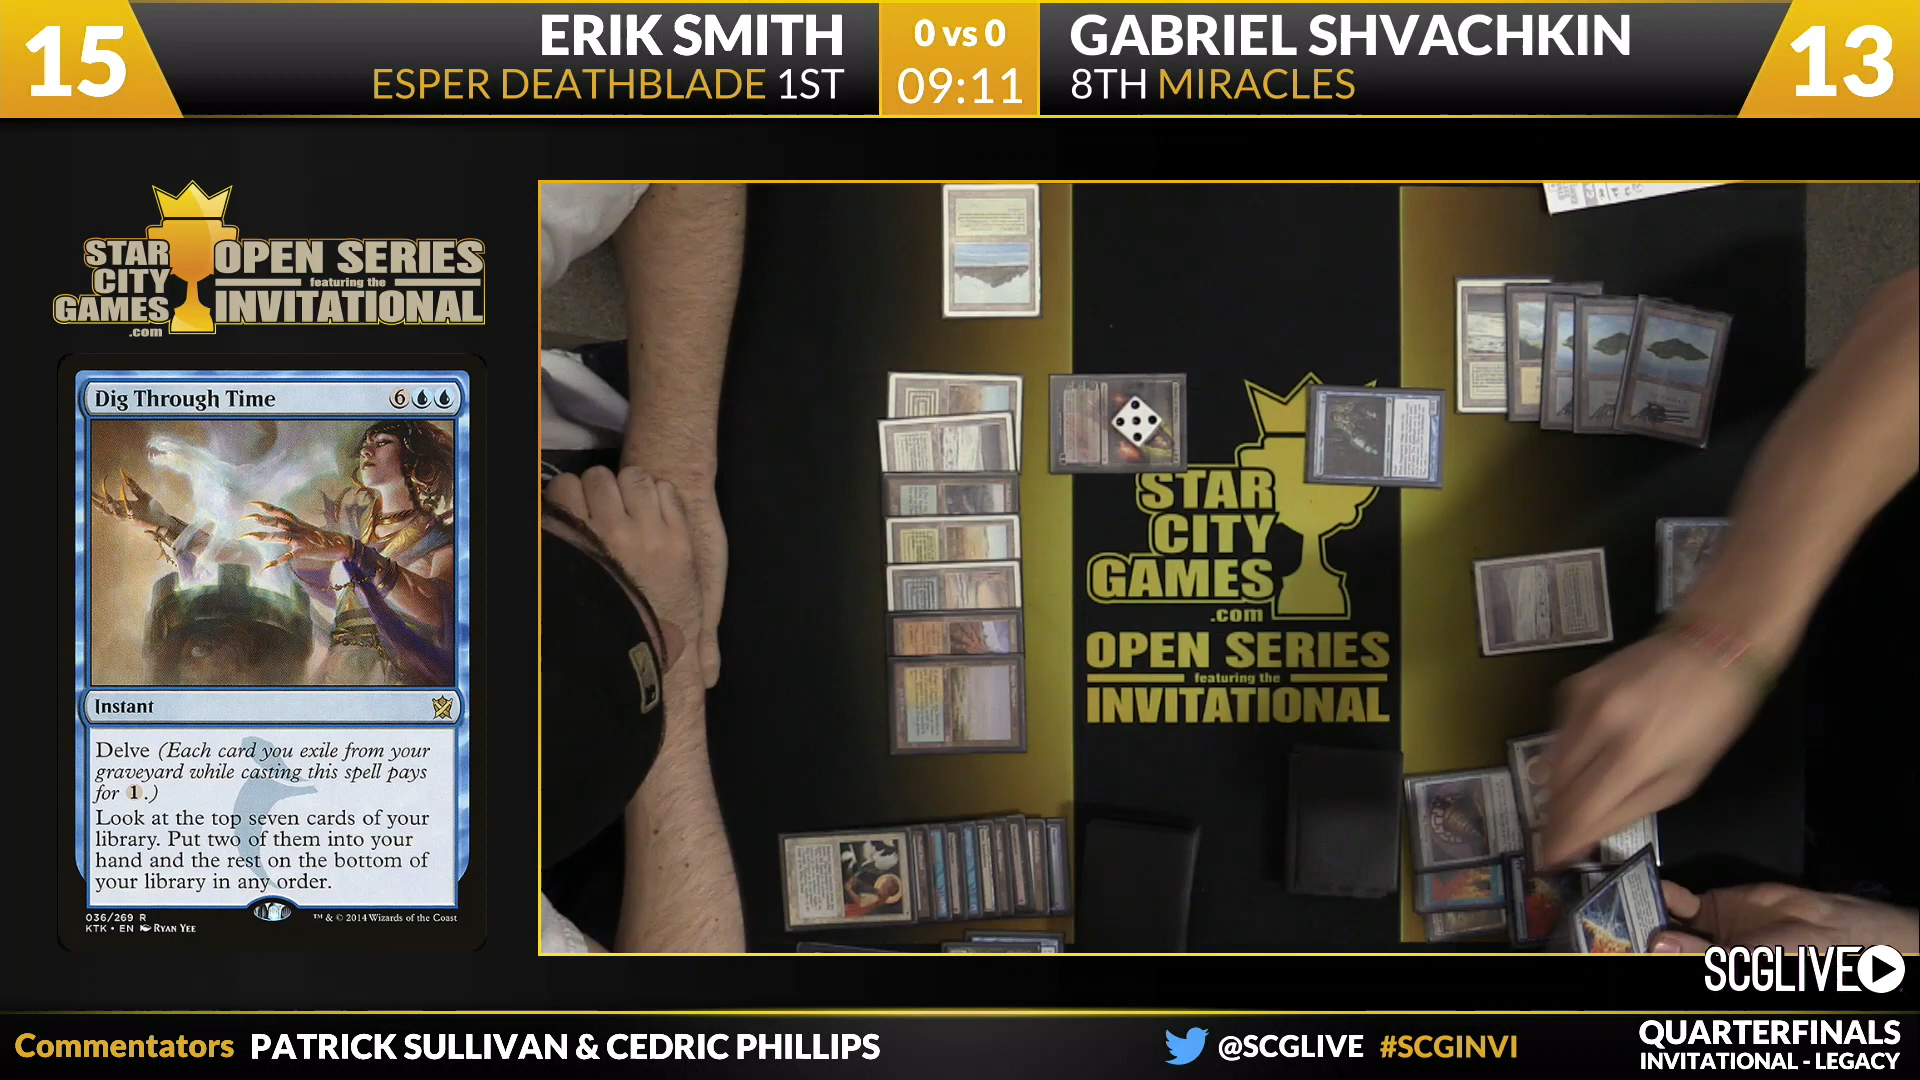 15
ERIK SMITH
ESPER DEATHBLADE 1ST
0 vs 0
09:11
GABRIEL SHVACHKIN
8TH MIRACLES
13
STAR CITY GAMES .com
OPEN SERIES
featuring the
INVITATIONAL
Dig Through Time 6
Instant
Delve (Each card you exile from your
graveyard while casting this spell pays
for 1.)
Look at the top seven cards of your
library. Put two of them into your
hand and the rest on the bottom of
your library in any order.
036/269 R
KTK • EN RYAN YEE
™ & © 2014 Wizards of the Coast
STAR
CITY
GAMES
.com
OPEN SERIES
featuring the
INVITATIONAL
SCGLIVE
Commentators PATRICK SULLIVAN & CEDRIC PHILLIPS
@SCGLIVE #SCGINVI
QUARTERFINALS
INVITATIONAL - LEGACY